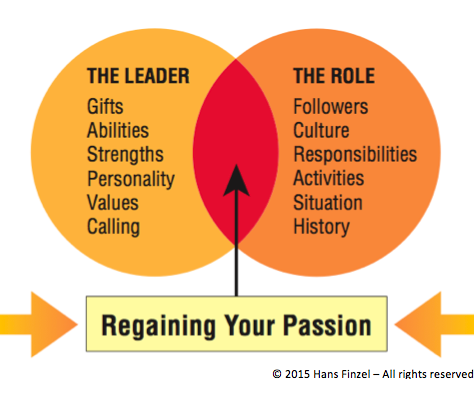 THE LEADER
Gifts
Abilities
Strengths
Personality
Values
Calling
THE ROLE
Followers
Culture
Responsibilities
Activities
Situation
History
Regaining Your Passion
© 2015 Hans Finzel – All rights reserved